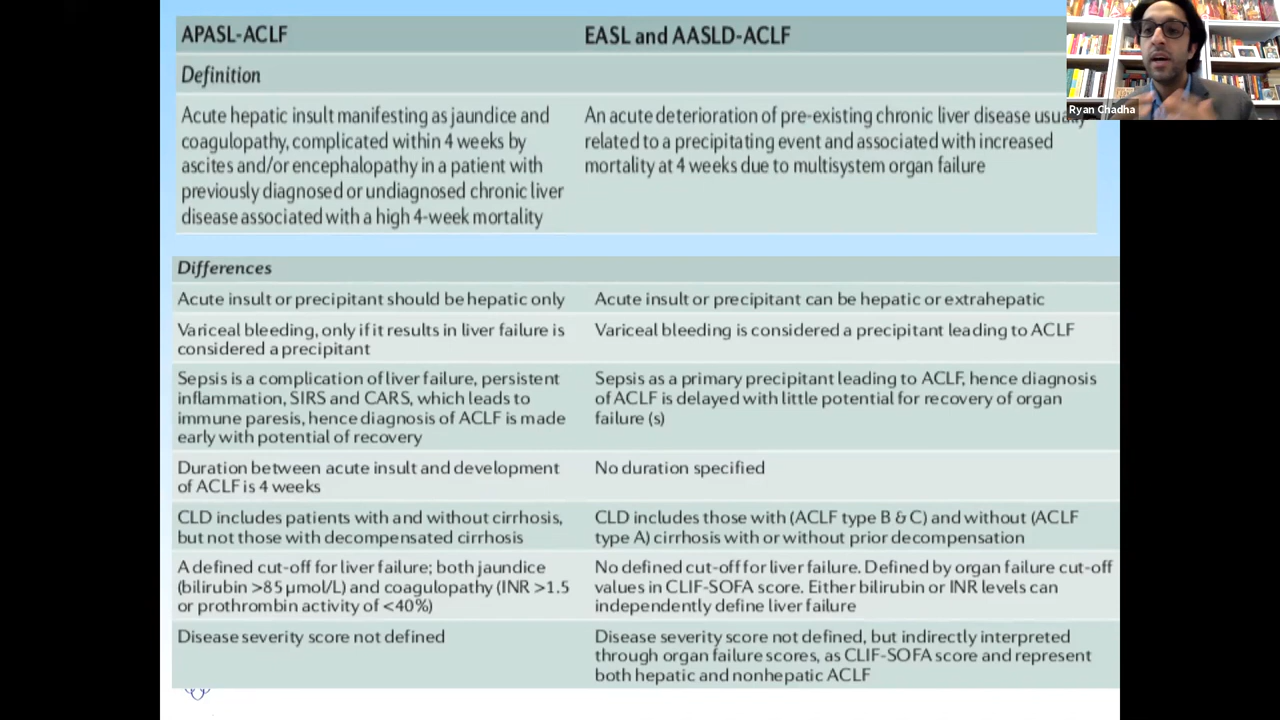 APASL-ACLF
EASL and AASLD-ACLF
Definition
Acute hepatic insult manifesting as jaundice and
coagulopathy, complicated within 4 weeks by
ascites and/or encephalopathy in a patient with
previously diagnosed or undiagnosed chronic liver
disease associated with a high 4-week mortality
An acute deterioration of pre-existing chronic liver disease usually
related to a precipitating event and associated with increased
mortality at 4 weeks due to multisystem organ failure
Ryan Chadha
Differences
Acute insult or precipitant should be hepatic only
Acute insult or precipitant can be hepatic or extrahepatic
Variceal bleeding, only if it results in liver failure is
considered a precipitant
Variceal bleeding is considered a precipitant leading to ACLF
Sepsis is a complication of liver failure, persistent
inflammation, SIRS and CARS, which leads to
immune paresis, hence diagnosis of ACLF is made
early with potential of recovery
Sepsis as a primary precipitant leading to ACLF, hence diagnosis
of ACLF is delayed with little potential for recovery of organ
failure (s)
Duration between acute insult and development
of ACLF is 4 weeks
No duration specified
CLD includes patients with and without cirrhosis,
but not those with decompensated cirrhosis
CLD includes those with (ACLF type B & C) and without (ACLF
type A) cirrhosis with or without prior decompensation
A defined cut-off for liver failure; both jaundice
(bilirubin >85 µmol/L) and coagulopathy (INR >1.5
or prothrombin activity of <40%)
No defined cut-off for liver failure. Defined by organ failure cut-off
values in CLIF-SOFA score. Either bilirubin or INR levels can
independently define liver failure
Disease severity score not defined
Disease severity score not defined, but indirectly interpreted
through organ failure scores, as CLIF-SOFA score and represent
both hepatic and nonhepatic ACLF